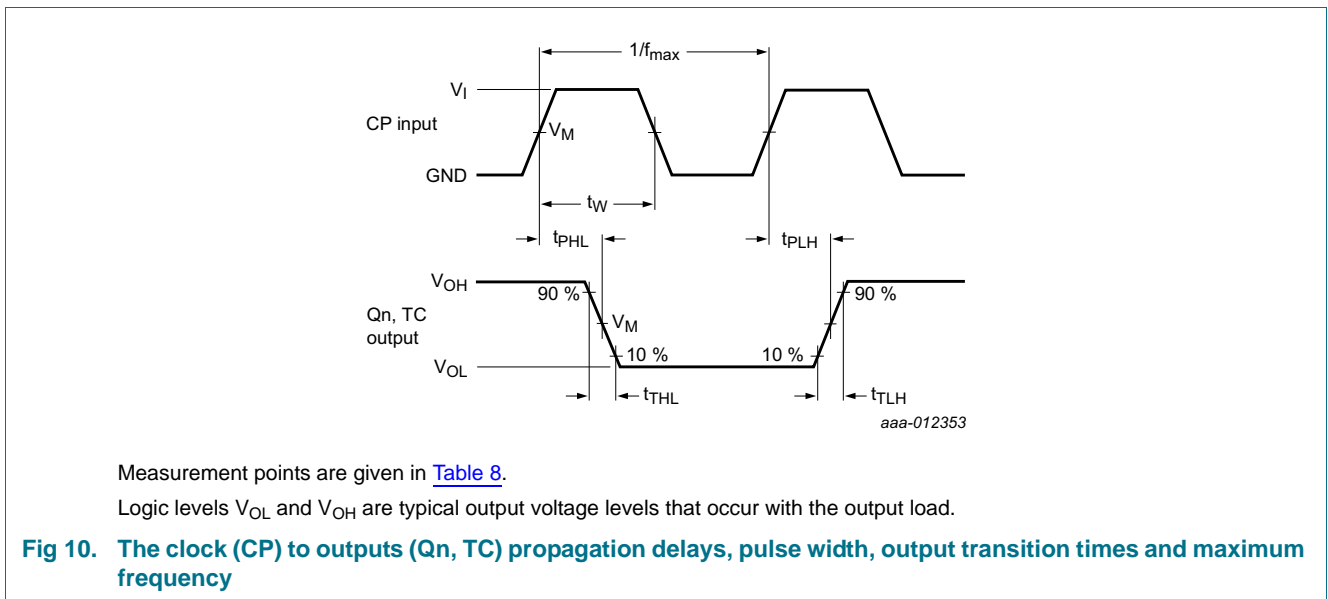 1/fmax
VI
CP input
VM
GND
tW
tPHL
tPLH
VOH
90 %
90 %
Qn, TC
output
VM
10 %
10 %
VOL
tTHL
tTLH
aaa-012353
Measurement points are given in Table 8.
Logic levels VOL and VOH are typical output voltage levels that occur with the output load.
Fig 10. The clock (CP) to outputs (Qn, TC) propagation delays, pulse width, output transition times and maximum
frequency